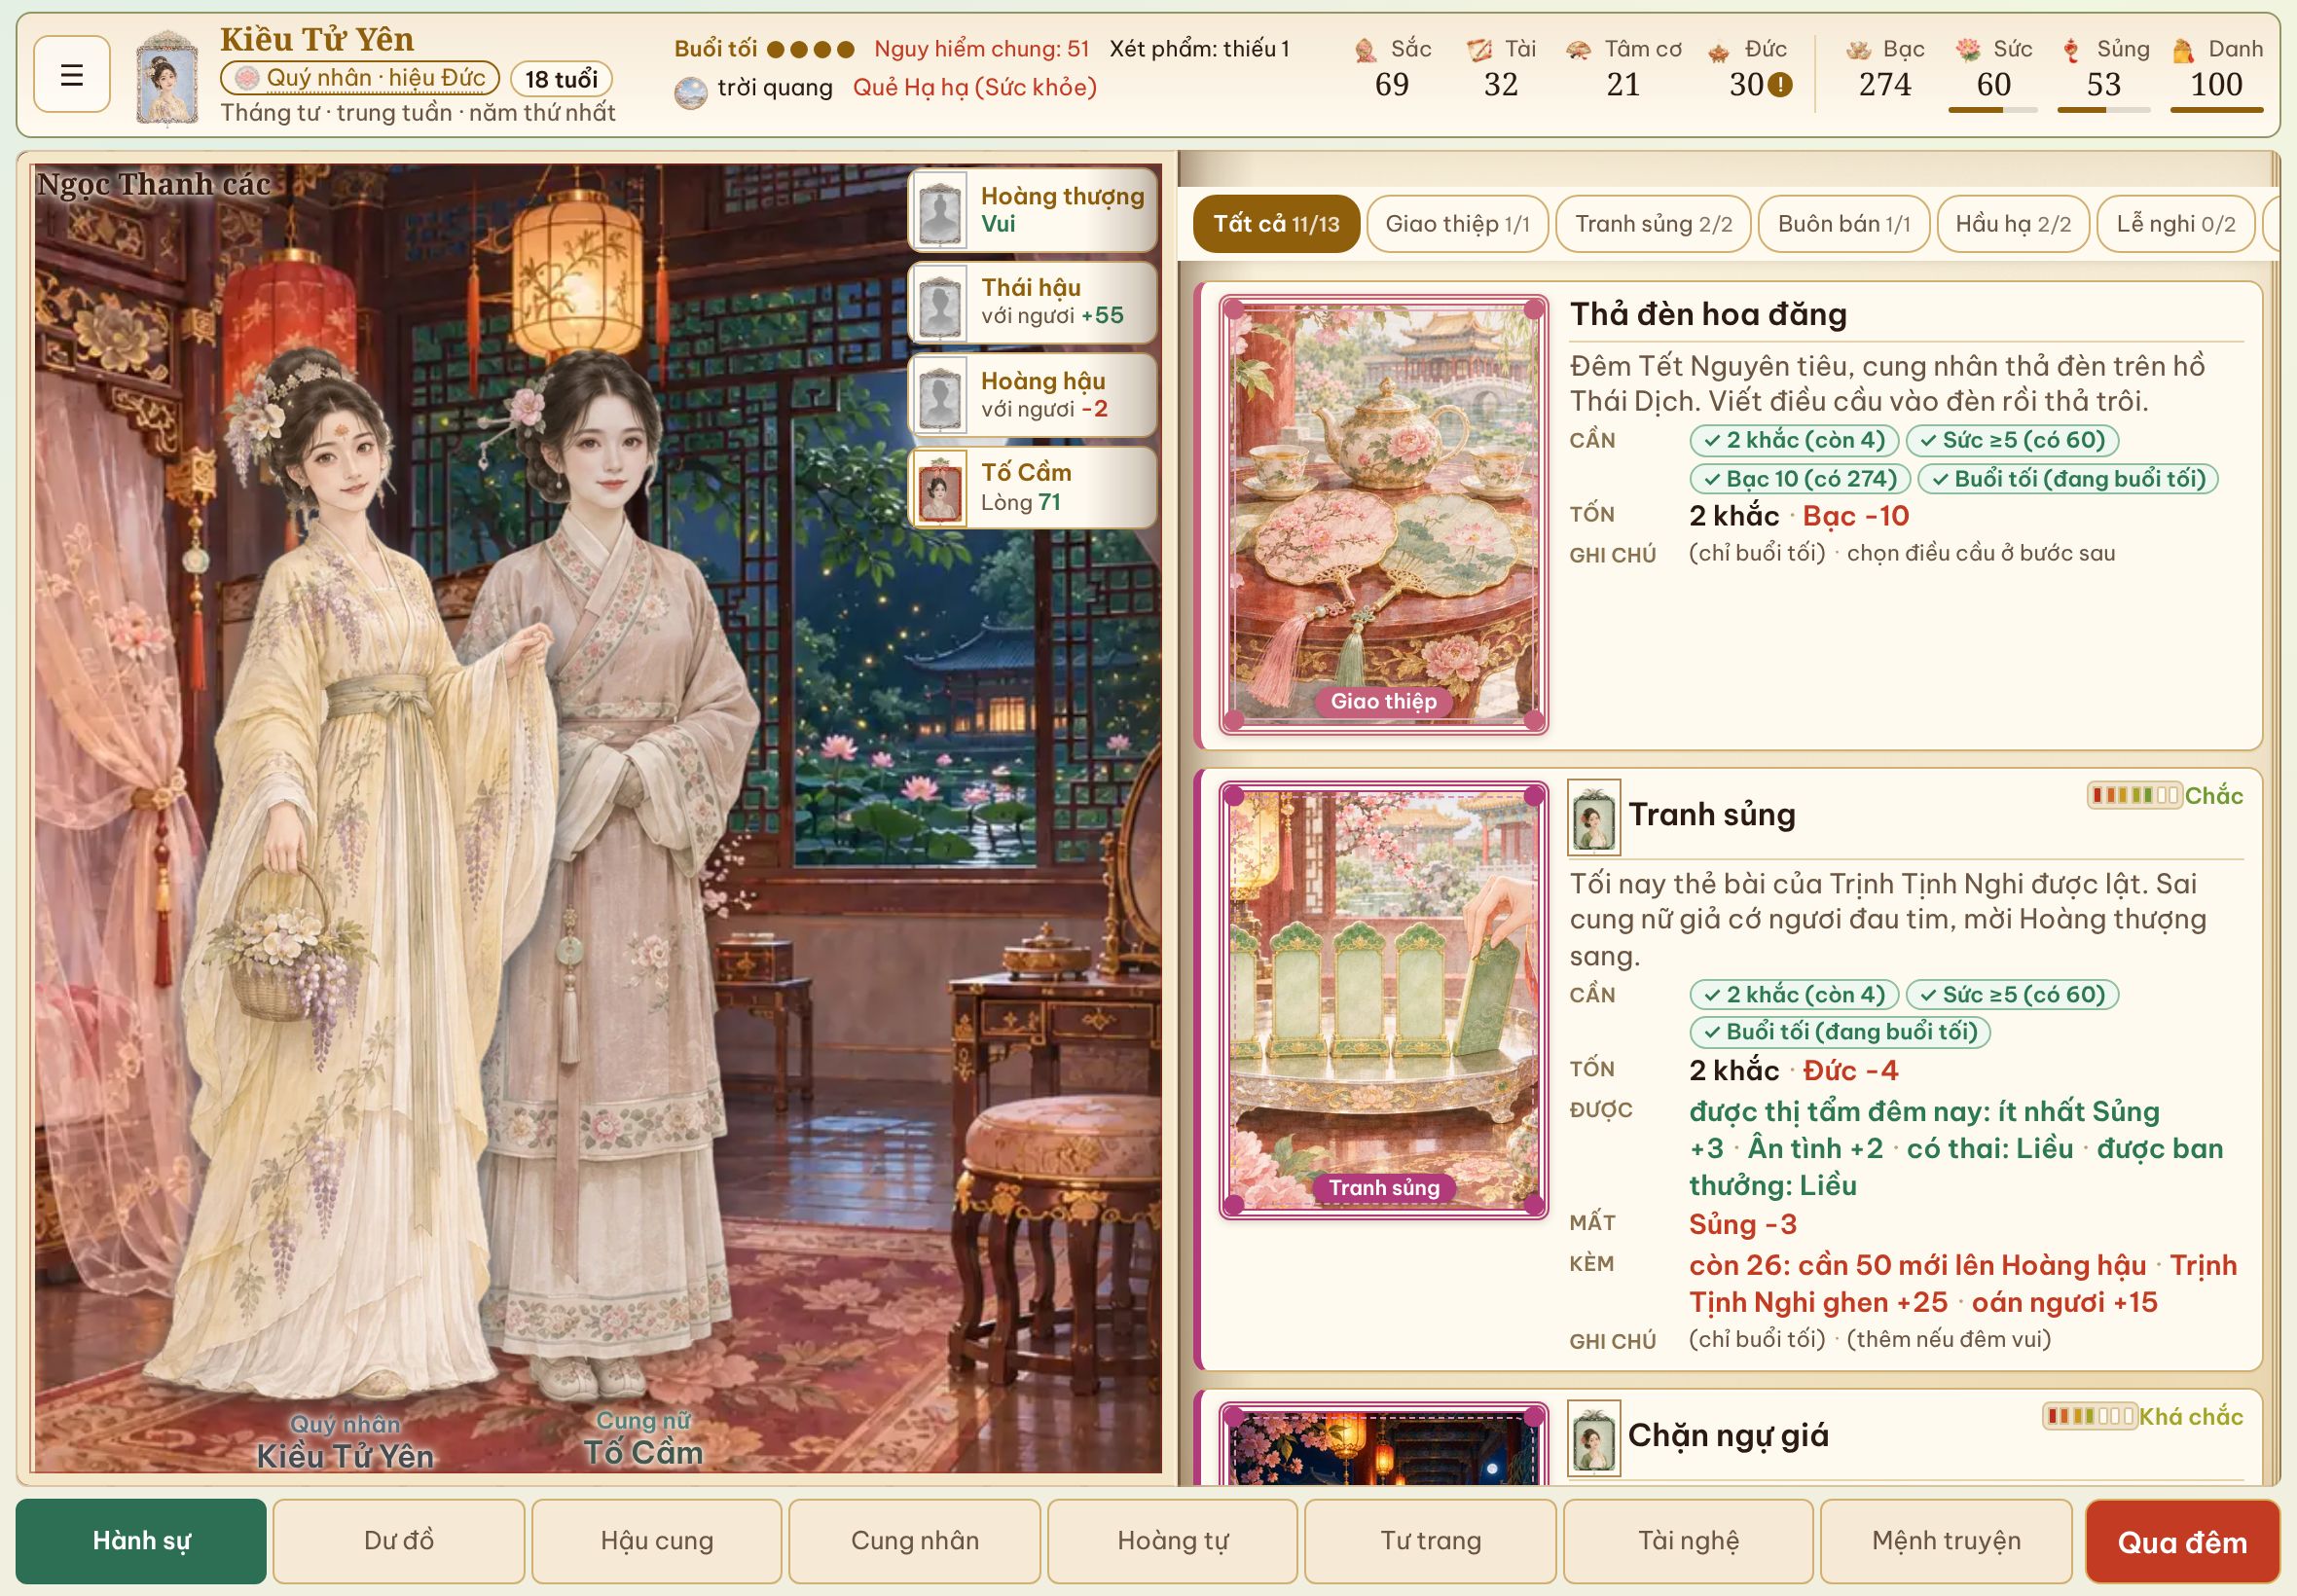 Kiều Tử Yên
Quý nhân · hiệu Đức
18 tuổi
Tháng tư · trung tuần · năm thứ nhất
Buổi tối
Nguy hiểm chung: 51
Xét phẩm: thiếu 1
trời quang
Quẻ Hạ hạ (Sức khỏe)
Sắc
69
Tài
32
Tâm cơ
21
Đức
30 !
Bạc
274
Sức
60
Sủng
53
Danh
100
Ngọc Thanh các
Hoàng thượng
Vui
Thái hậu
với ngươi +55
Hoàng hậu
với ngươi -2
Tố Cầm
Lòng 71
Quý nhân
Kiều Tử Yên
Cung nữ
Tố Cầm
Tất cả 11/13
Giao thiệp 1/1
Tranh sủng 2/2
Buôn bán 1/1
Hầu hạ 2/2
Lễ nghi 0/2
Giao thiệp
Thả đèn hoa đăng
Đêm Tết Nguyên tiêu, cung nhân thả đèn trên hồ
Thái Dịch. Viết điều cầu vào đèn rồi thả trôi.
CẦN
✓ 2 khắc (còn 4) ✓ Sức ≥5 (có 60)
✓ Bạc 10 (có 274) ✓ Buổi tối (đang buổi tối)
TỐN
2 khắc · Bạc -10
GHI CHÚ
(chỉ buổi tối) · chọn điều cầu ở bước sau
Tranh sủng
Tranh sủng
Chắc
Tối nay thẻ bài của Trịnh Tịnh Nghi được lật. Sai
cung nữ giả cớ ngươi đau tim, mời Hoàng thượng
sang.
CẦN
✓ 2 khắc (còn 4) ✓ Sức ≥5 (có 60)
✓ Buổi tối (đang buổi tối)
TỐN
2 khắc · Đức -4
ĐƯỢC
được thị tẩm đêm nay: ít nhất Sủng
+3 · Ân tình +2 · có thai: Liều · được ban
thưởng: Liều
MẤT
Sủng -3
KÈM
còn 26: cần 50 mới lên Hoàng hậu · Trịnh
Tịnh Nghi ghen +25 · oán ngươi +15
GHI CHÚ
(chỉ buổi tối) · (thêm nếu đêm vui)
Chặn ngự giá
Khá chắc
Hành sự
Dư đồ
Hậu cung
Cung nhân
Hoàng tự
Tư trang
Tài nghệ
Mệnh truyện
Qua đêm